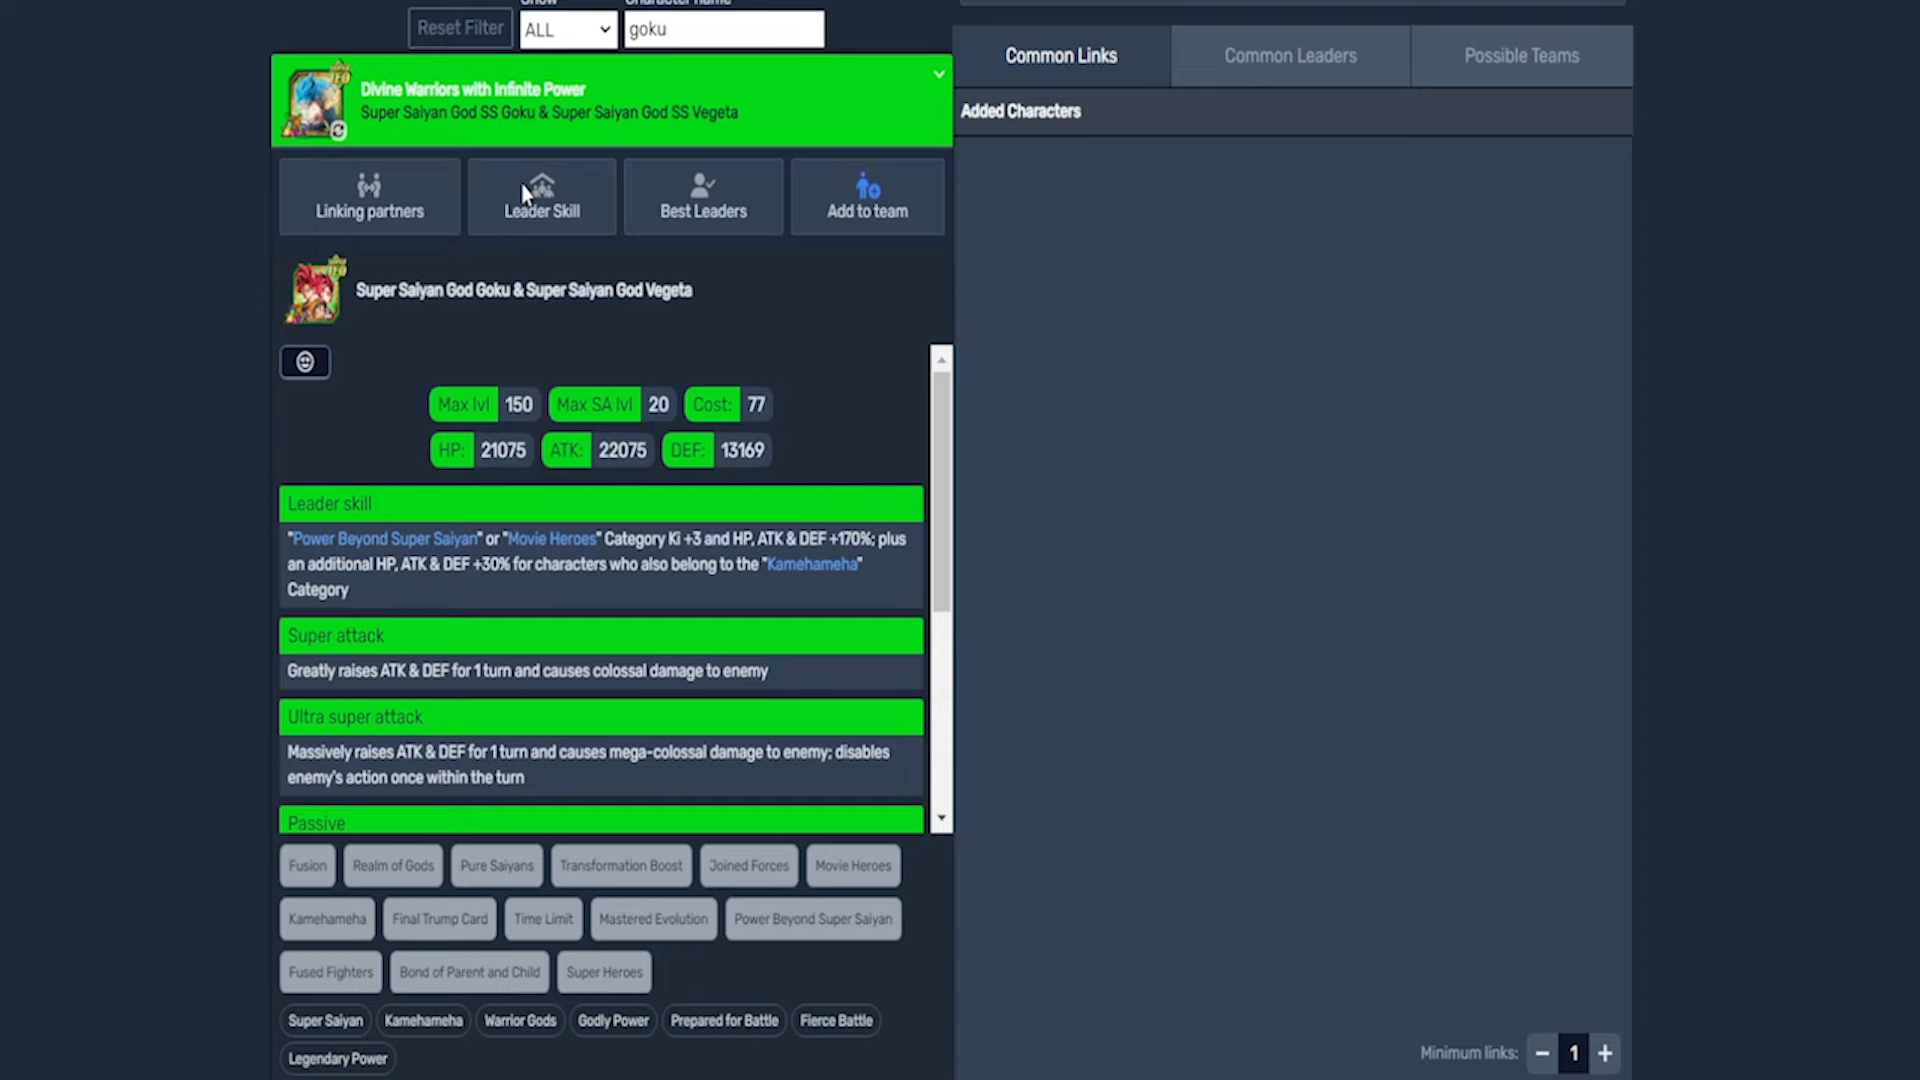 Character name
Reset Filter
ALL
goku
Divine Warriors with Infinite Power
Super Saiyan God SS Goku & Super Saiyan God SS Vegeta
Linking partners
Leader Skill
Best Leaders
Add to team
Super Saiyan God Goku & Super Saiyan God Vegeta
Max lvl 150 Max SA lvl 20 Cost: 77
HP: 21075 ATK: 22075 DEF: 13169
Leader skill
"Power Beyond Super Saiyan" or "Movie Heroes" Category Ki +3 and HP, ATK & DEF +170%; plus
an additional HP, ATK & DEF +30% for characters who also belong to the "Kamehameha"
Category
Super attack
Greatly raises ATK & DEF for 1 turn and causes colossal damage to enemy
Ultra super attack
Massively raises ATK & DEF for 1 turn and causes mega-colossal damage to enemy; disables
enemy's action once within the turn
Passive
Fusion Realm of Gods Pure Saiyans Transformation Boost Joined Forces Movie Heroes
Kamehameha Final Trump Card Time Limit Mastered Evolution Power Beyond Super Saiyan
Fused Fighters Bond of Parent and Child Super Heroes
Super Saiyan Kamehameha Warrior Gods Godly Power Prepared for Battle Fierce Battle
Legendary Power
Common Links
Common Leaders
Possible Teams
Added Characters
Minimum links: − 1 +